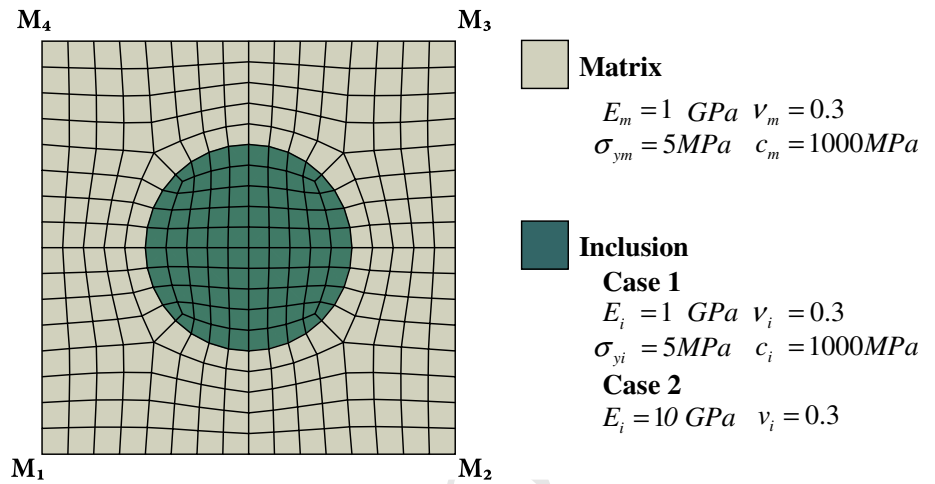 M₄ M₃
Matrix
E_m = 1 GPa ν_m = 0.3
σ_ym = 5MPa c_m = 1000MPa
Inclusion
Case 1
E_i = 1 GPa ν_i = 0.3
σ_yi = 5MPa c_i = 1000MPa
Case 2
E_i = 10 GPa v_i = 0.3
M₁ M₂